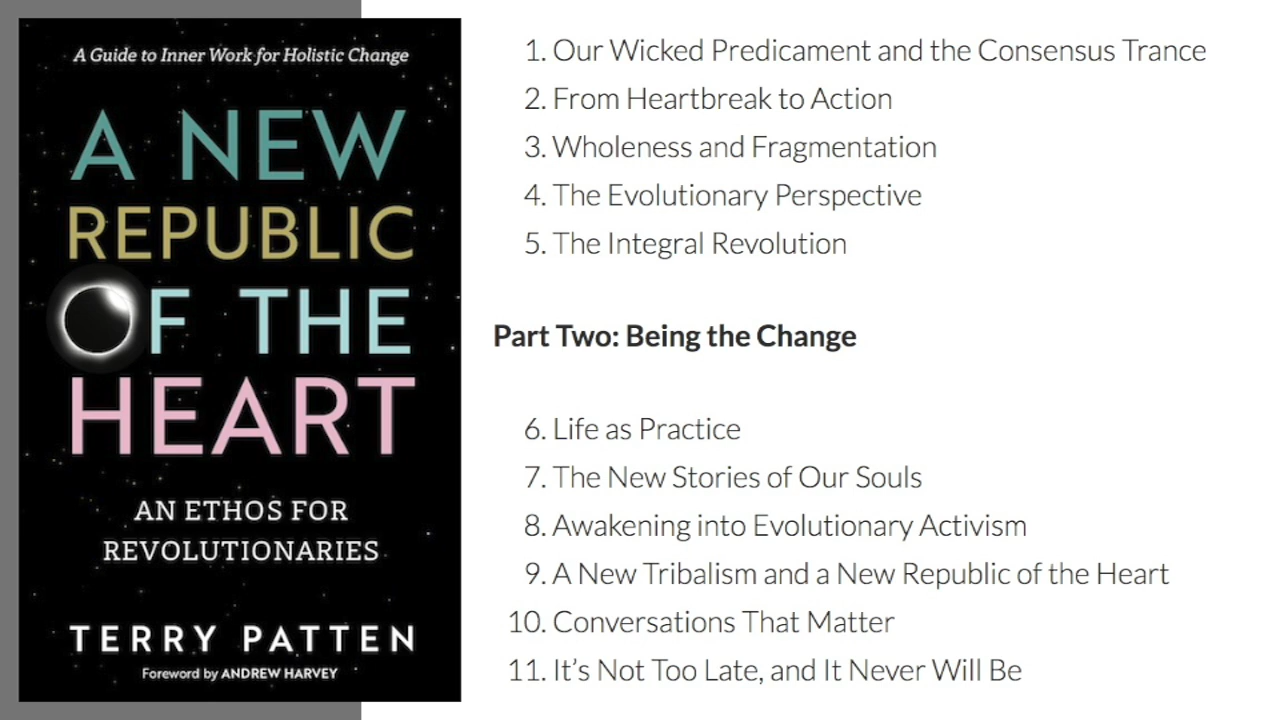 A Guide to Inner Work for Holistic Change
A NEW
REPUBLIC
OF THE
HEART
AN ETHOS FOR
REVOLUTIONARIES
TERRY PATTEN
Foreword by ANDREW HARVEY
1. Our Wicked Predicament and the Consensus Trance
2. From Heartbreak to Action
3. Wholeness and Fragmentation
4. The Evolutionary Perspective
5. The Integral Revolution
Part Two: Being the Change
6. Life as Practice
7. The New Stories of Our Souls
8. Awakening into Evolutionary Activism
9. A New Tribalism and a New Republic of the Heart
10. Conversations That Matter
11. It's Not Too Late, and It Never Will Be